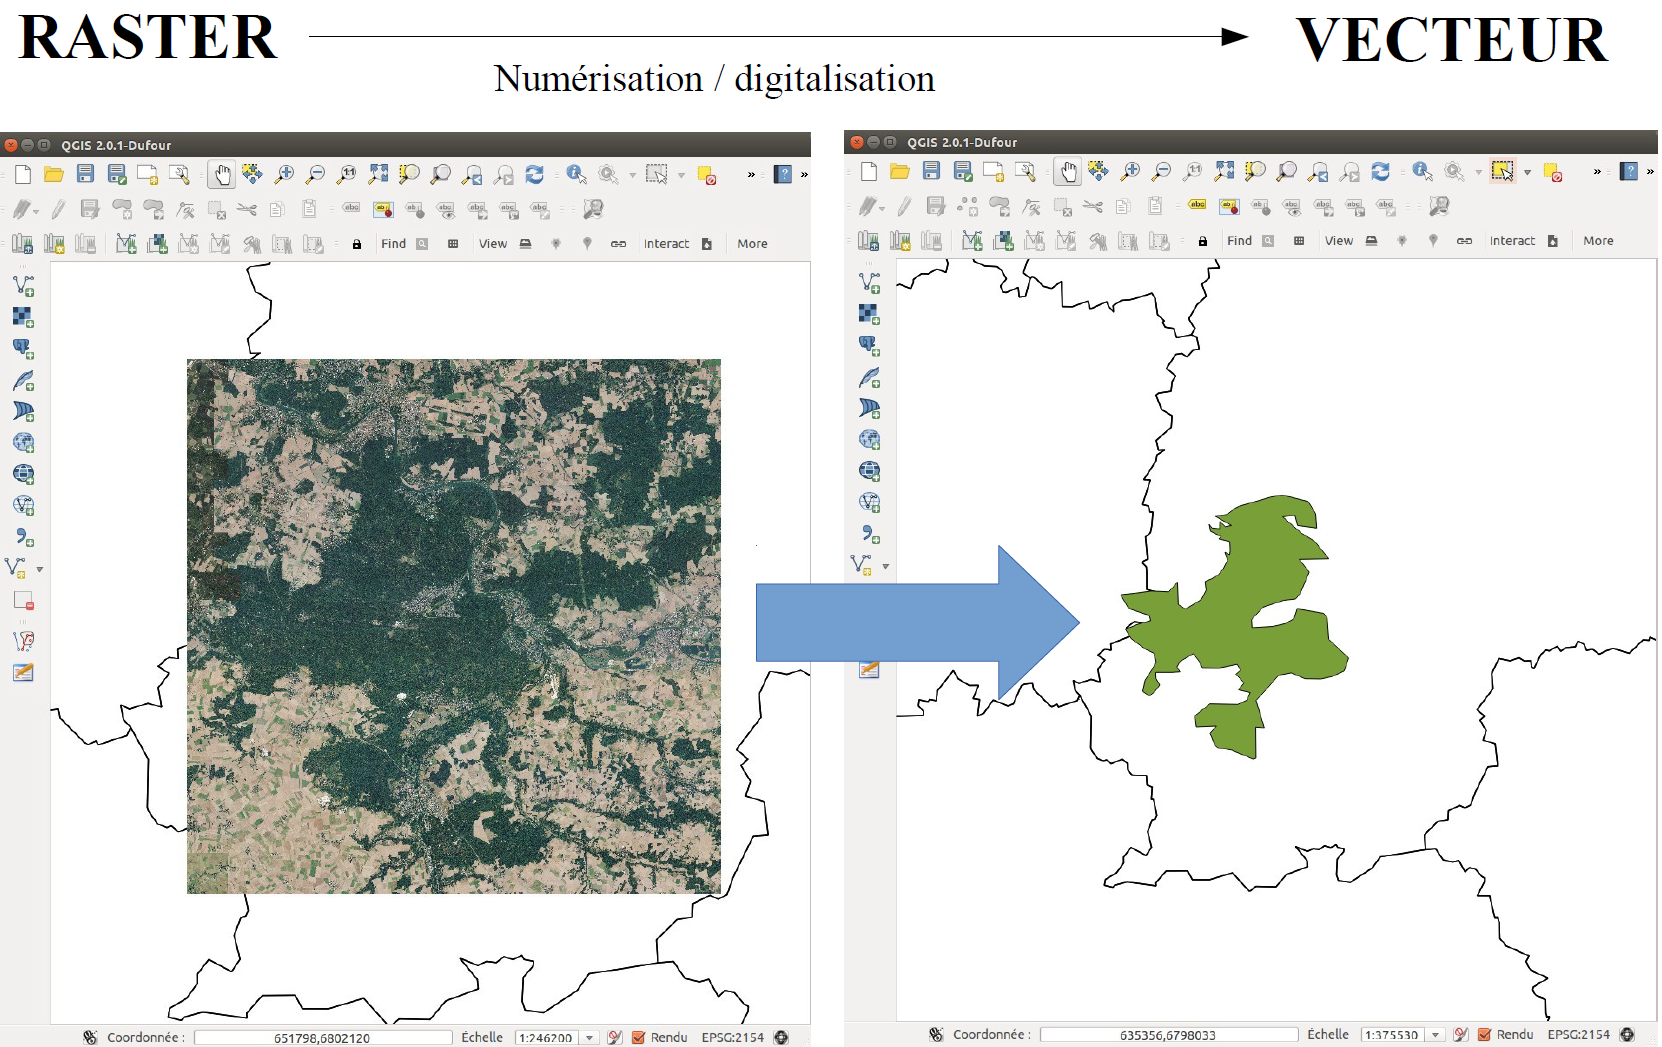 RASTER
VECTEUR
Numérisation / digitalisation
QGIS 2.0.1-Dufour
Find
View
Interact
More
Coordonnée :
651798,6802120
Échelle
1:246200
Rendu
EPSG:2154
QGIS 2.0.1-Dufour
Find
View
Interact
More
Coordonnée :
635356,6798033
Échelle
1:375530
Rendu
EPSG:2154